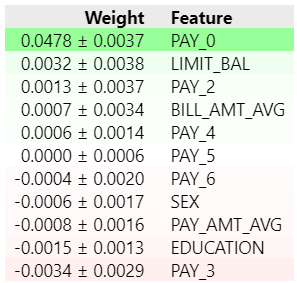 Weight Feature
0.0478 ± 0.0037 PAY_0
0.0032 ± 0.0038 LIMIT_BAL
0.0013 ± 0.0037 PAY_2
0.0007 ± 0.0034 BILL_AMT_AVG
0.0006 ± 0.0014 PAY_4
0.0000 ± 0.0006 PAY_5
-0.0004 ± 0.0020 PAY_6
-0.0006 ± 0.0017 SEX
-0.0008 ± 0.0016 PAY_AMT_AVG
-0.0015 ± 0.0013 EDUCATION
-0.0034 ± 0.0029 PAY_3